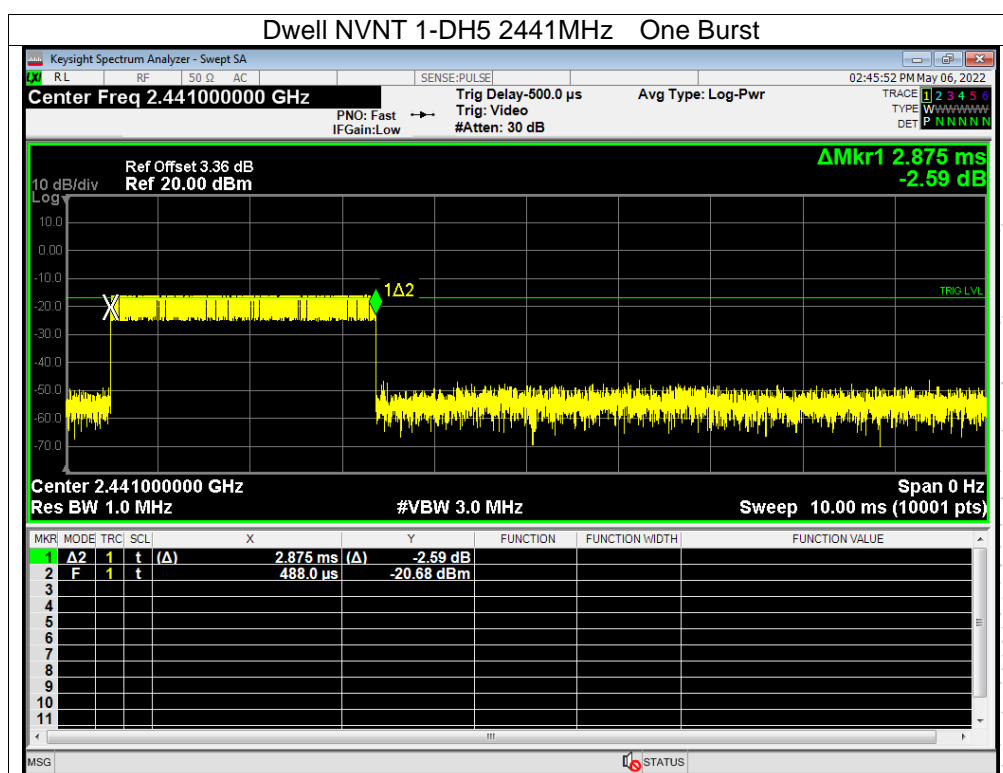 Dwell NVNT 1-DH5 2441MHz One Burst
Keysight Spectrum Analyzer - Swept SA
LXI RL RF 50 Ω AC SENSE:PULSE 02:45:52 PM May 06, 2022
Center Freq 2.441000000 GHz Trig Delay-500.0 µs Avg Type: Log-Pwr TRACE 1 2 3 4 5 6
PNO: Fast Trig: Video TYPE WWWWWW
IFGain:Low #Atten: 30 dB DET P N N N N N
ΔMkr1 2.875 ms
Ref Offset 3.36 dB
10 dB/div Ref 20.00 dBm -2.59 dB
Log
10.0
0.00
-10.0
1Δ2
TRIG LVL
-20.0
-30.0
-40.0
-50.0
-60.0
-70.0
Center 2.441000000 GHz Span 0 Hz
Res BW 1.0 MHz #VBW 3.0 MHz Sweep 10.00 ms (10001 pts)
MKR MODE TRC SCL X Y FUNCTION FUNCTION WIDTH FUNCTION VALUE
1 Δ2 1 t (Δ) 2.875 ms (Δ) -2.59 dB
2 F 1 t 488.0 µs -20.68 dBm
3
4
5
6
7
8
9
10
11
MSG STATUS